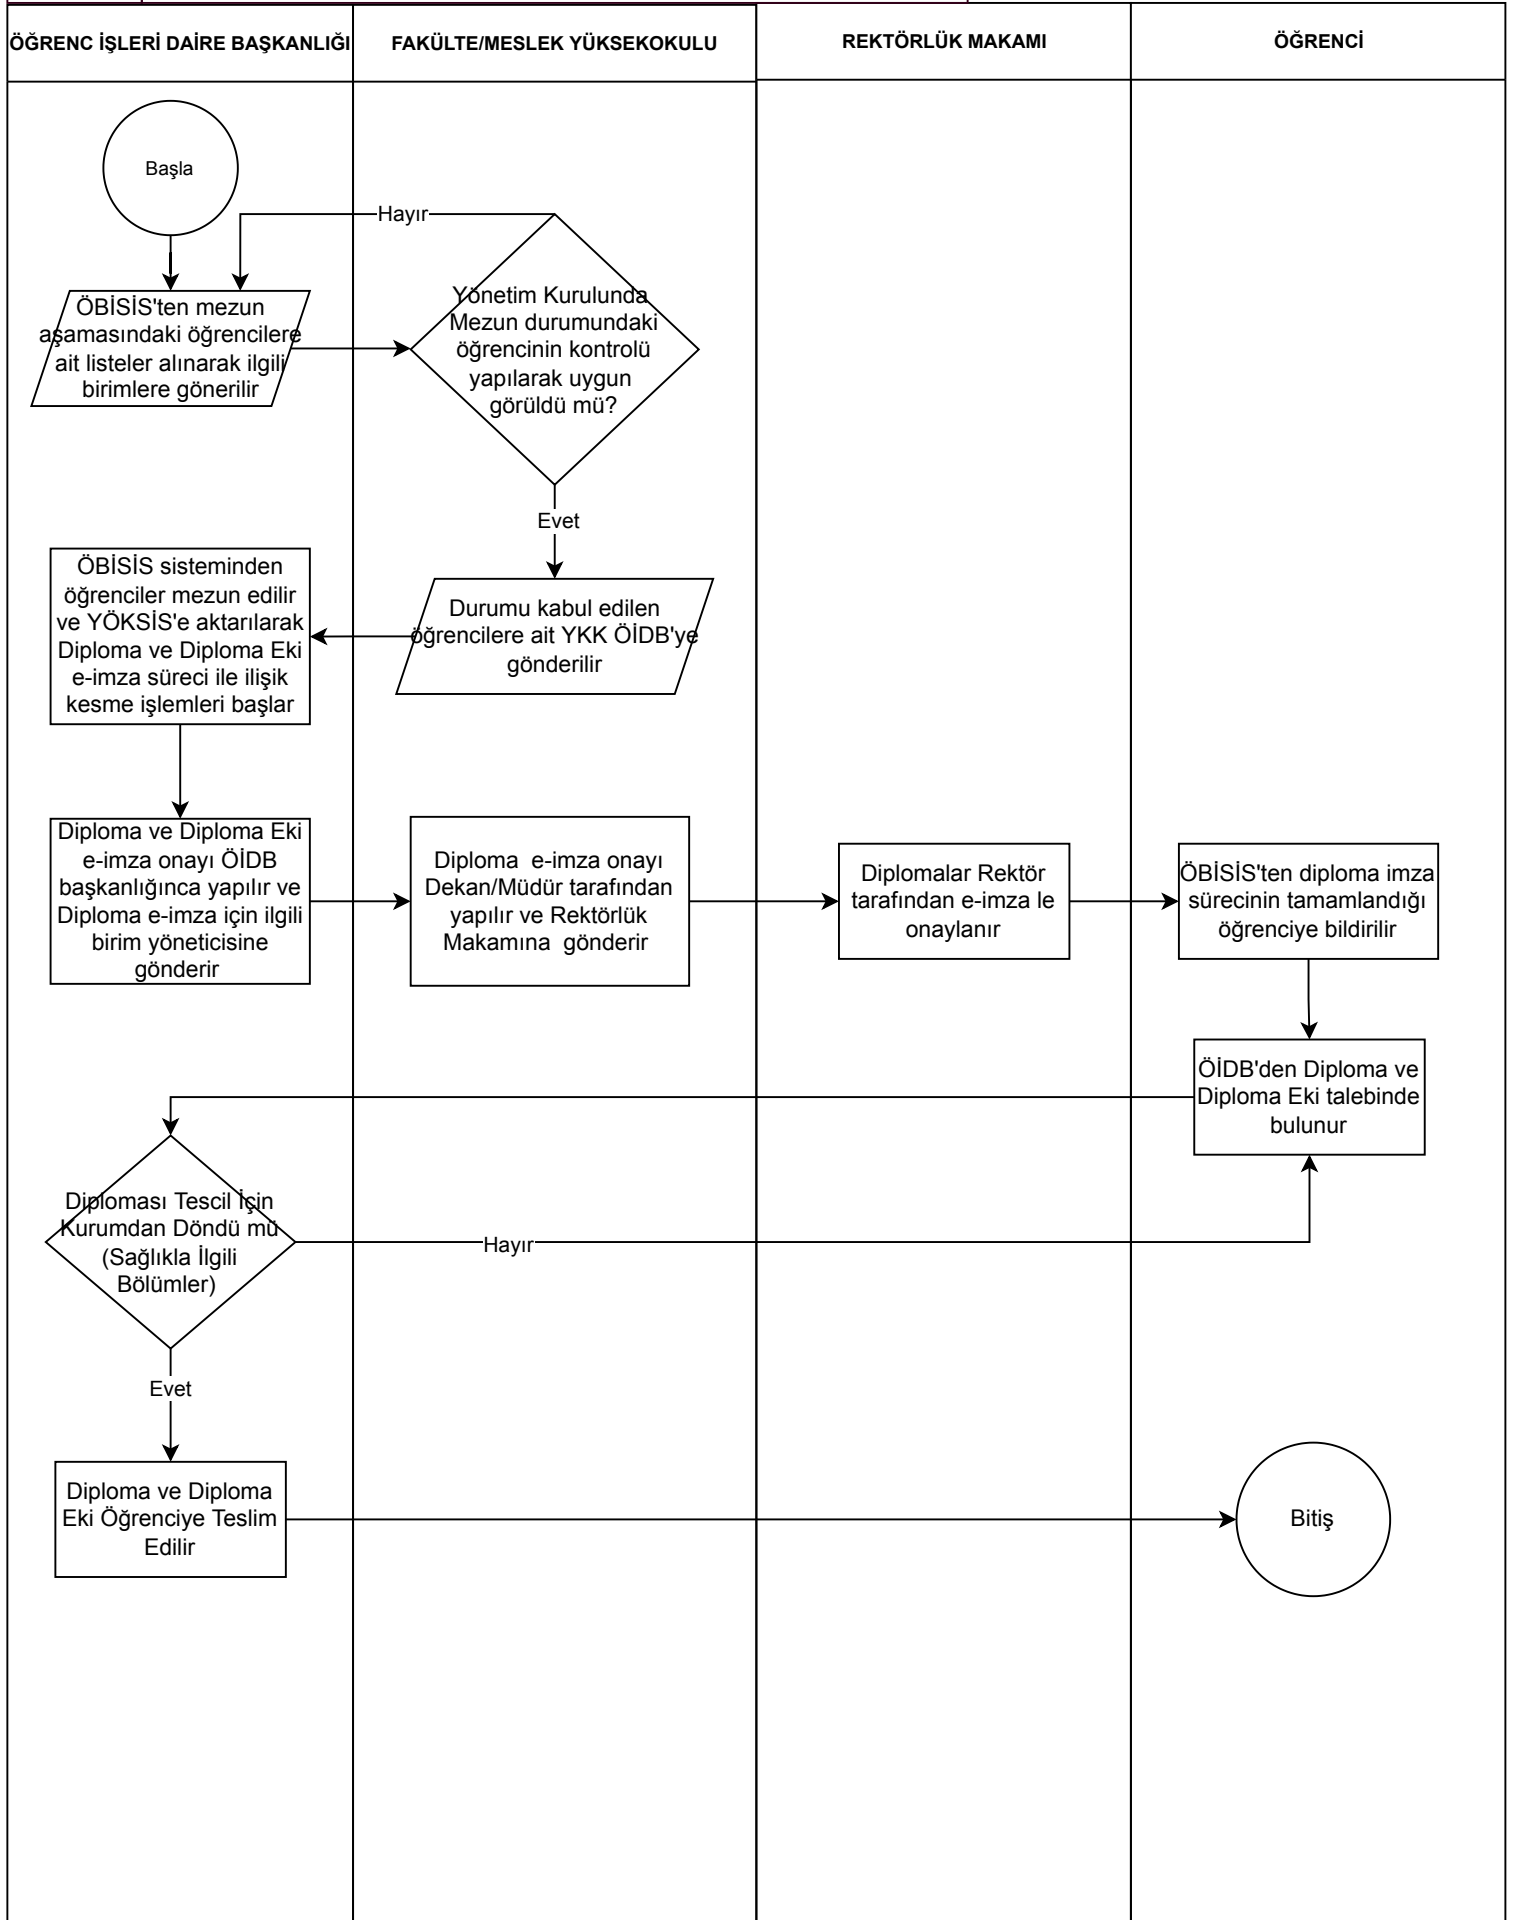 ÖĞRENC İŞLERİ DAİRE BAŞKANLIĞI
FAKÜLTE/MESLEK YÜKSEKOKULU
REKTÖRLÜK MAKAMI
ÖĞRENCİ
Başla
Hayır
ÖBİSİS'ten mezun
aşamasındaki öğrencilere
ait listeler alınarak ilgili
birimlere gönerilir
Yönetim Kurulunda
Mezun durumundaki
öğrencinin kontrolü
yapılarak uygun
görüldü mü?
Evet
Durumu kabul edilen
öğrencilere ait YKK ÖİDB'ye
gönderilir
ÖBİSİS sisteminden
öğrenciler mezun edilir
ve YÖKSİS'e aktarılarak
Diploma ve Diploma Eki
e-imza süreci ile ilişik
kesme işlemleri başlar
Diploma ve Diploma Eki
e-imza onayı ÖİDB
başkanlığınca yapılır ve
Diploma e-imza için ilgili
birim yöneticisine
gönderir
Diploma  e-imza onayı
Dekan/Müdür tarafından
yapılır ve Rektörlük
Makamına  gönderir
Diplomalar Rektör
tarafından e-imza le
onaylanır
ÖBİSİS'ten diploma imza
sürecinin tamamlandığı
öğrenciye bildirilir
ÖİDB'den Diploma ve
Diploma Eki talebinde
bulunur
Diploması Tescil İçin
Kurumdan Döndü mü
(Sağlıkla İlgili
Bölümler)
Hayır
Evet
Diploma ve Diploma
Eki Öğrenciye Teslim
Edilir
Bitiş